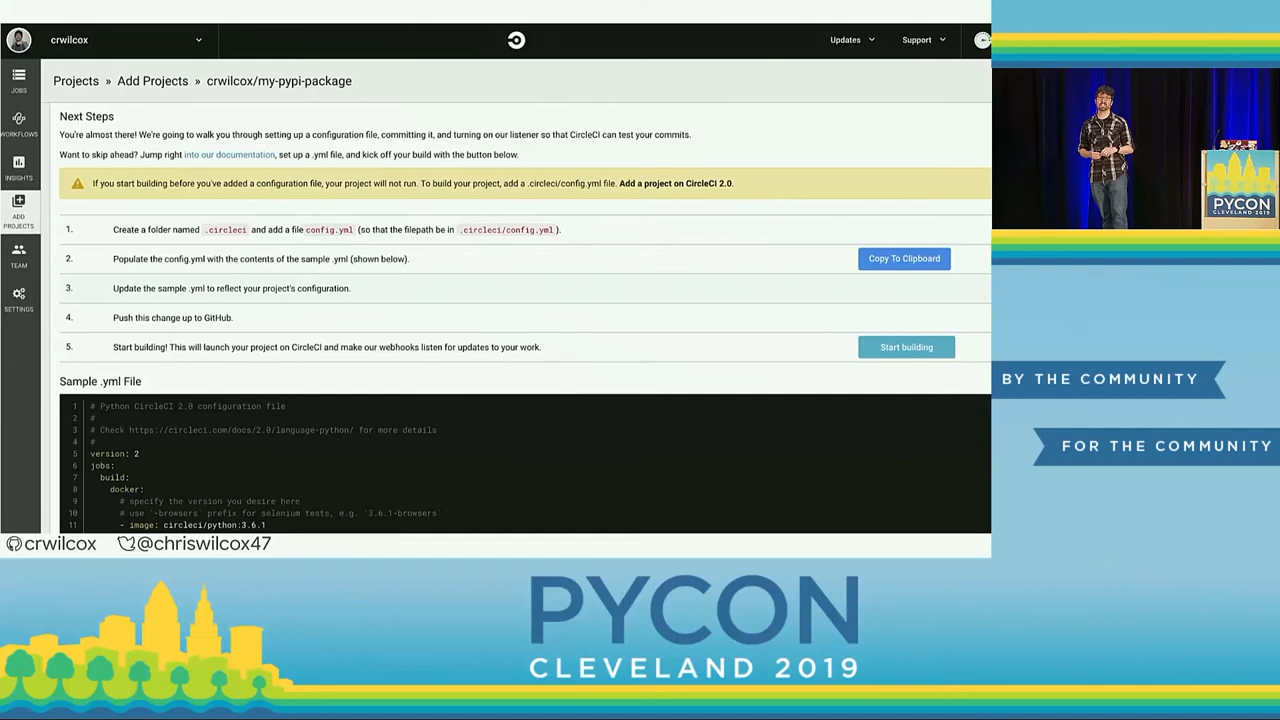 crwilcox
Updates
Support
JOBS
WORKFLOWS
INSIGHTS
ADD
PROJECTS
TEAM
SETTINGS
Projects » Add Projects » crwilcox/my-pypi-package
Next Steps
You're almost there! We're going to walk you through setting up a configuration file, committing it, and turning on our listener so that CircleCI can test your commits.
Want to skip ahead? Jump right into our documentation, set up a .yml file, and kick off your build with the button below.
If you start building before you've added a configuration file, your project will not run. To build your project, add a .circleci/config.yml file. Add a project on CircleCI 2.0.
1. Create a folder named .circleci and add a file config.yml (so that the filepath be in .circleci/config.yml ).
2. Populate the config.yml with the contents of the sample .yml (shown below). Copy To Clipboard
3. Update the sample .yml to reflect your project's configuration.
4. Push this change up to GitHub.
5. Start building! This will launch your project on CircleCI and make our webhooks listen for updates to your work. Start building
Sample .yml File
1 # Python CircleCI 2.0 configuration file
2 #
3 # Check https://circleci.com/docs/2.0/language-python/ for more details
4 #
5 version: 2
6 jobs:
7 build:
8 docker:
9 # specify the version you desire here
10 # use `-browsers` prefix for selenium tests, e.g. `3.6.1-browsers`
11 - image: circleci/python:3.6.1
crwilcox @chriswilcox47
PYCON
CLEVELAND 2019
BY THE COMMUNITY
FOR THE COMMUNITY
PYCON
CLEVELAND 2019